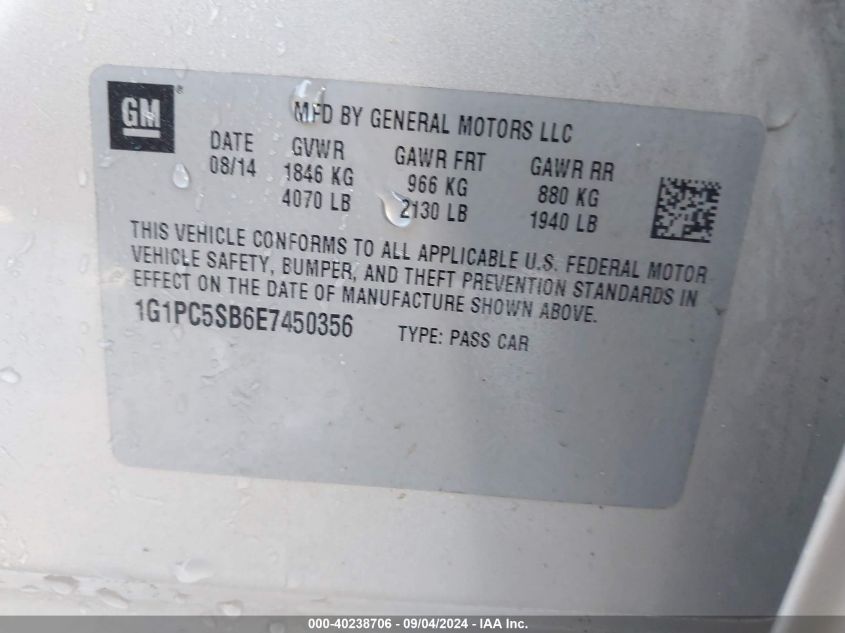 GM ®
MFD BY GENERAL MOTORS LLC
DATE GVWR GAWR FRT GAWR RR
08/14 1846 KG 966 KG 880 KG
4070 LB 2130 LB 1940 LB
THIS VEHICLE CONFORMS TO ALL APPLICABLE U.S. FEDERAL MOTOR
VEHICLE SAFETY, BUMPER, AND THEFT PREVENTION STANDARDS IN
EFFECT ON THE DATE OF MANUFACTURE SHOWN ABOVE.
1G1PC5SB6E7450356 TYPE: PASS CAR
000-40238706 - 09/04/2024 - IAA Inc.